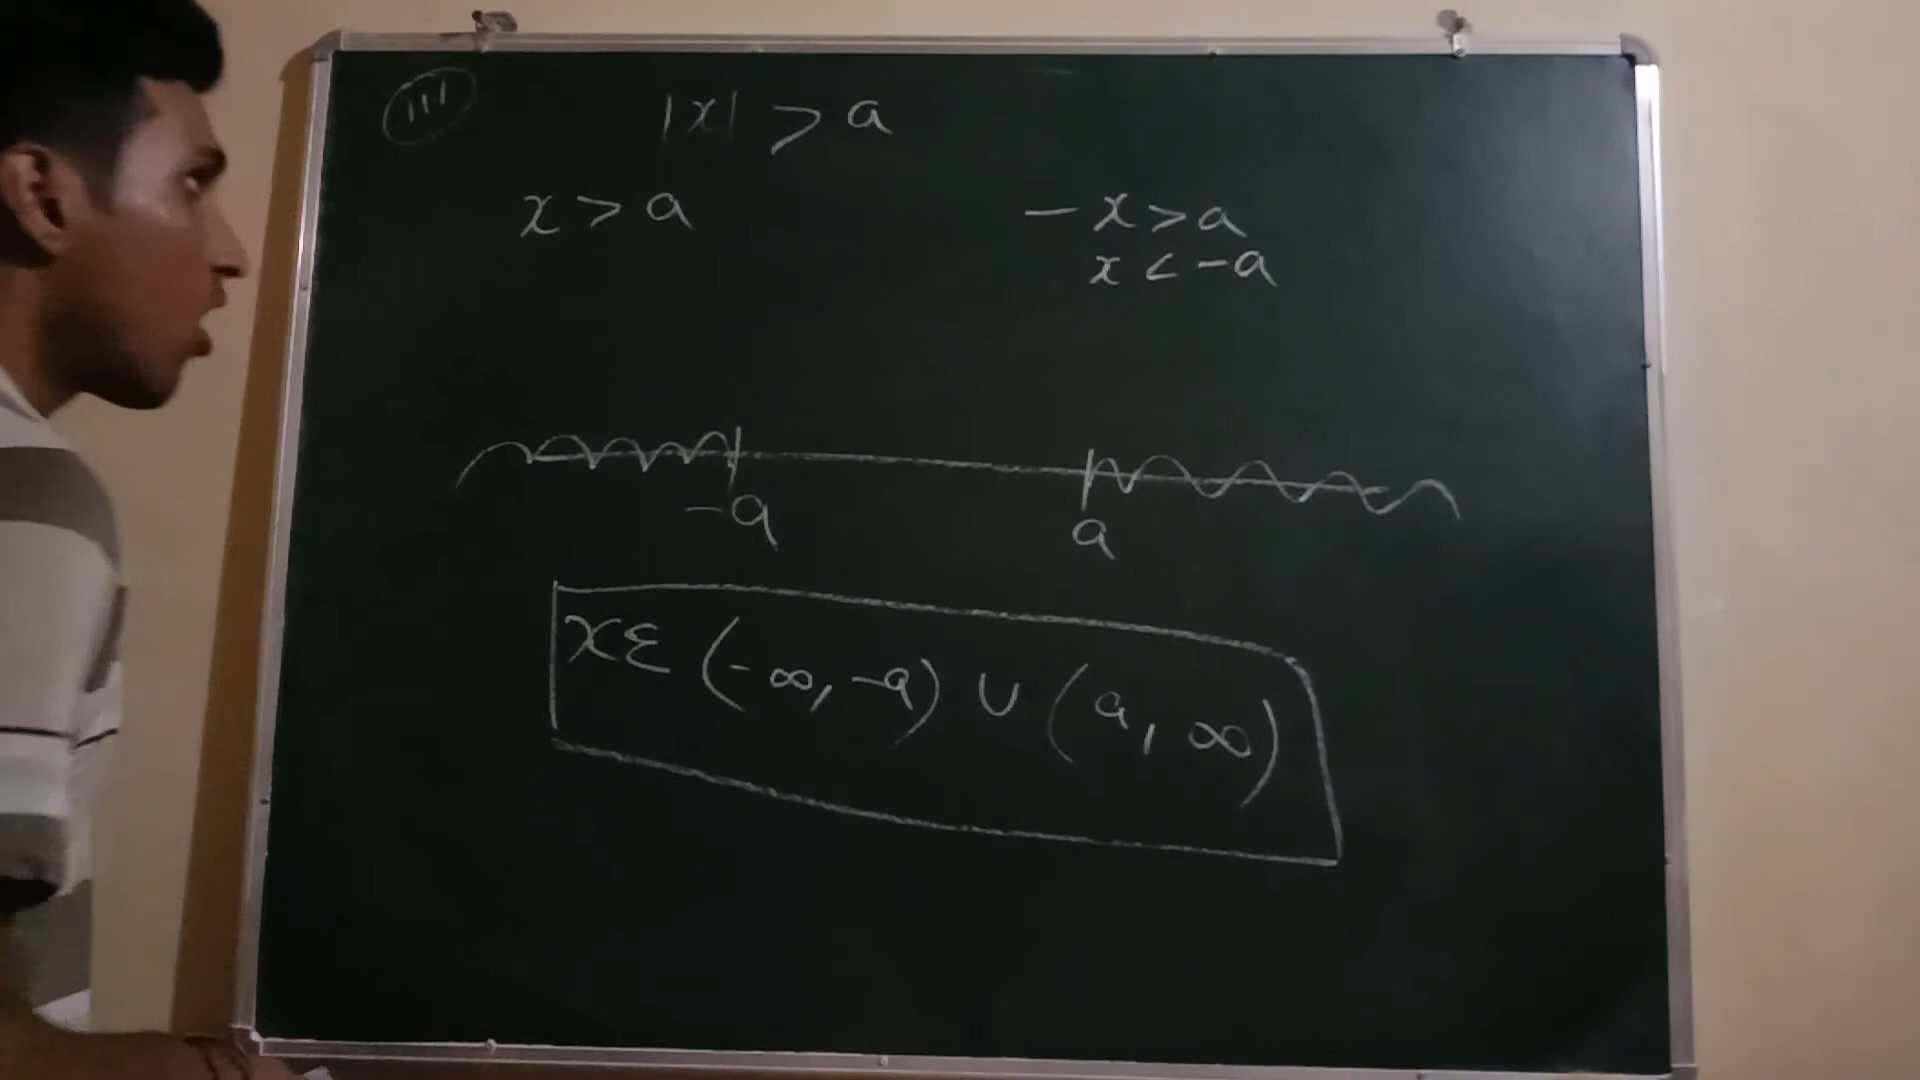 III |x| > a
x > a - x > a
x < -a
-a a
x ε (-∞, -a) ∪ (a, ∞)